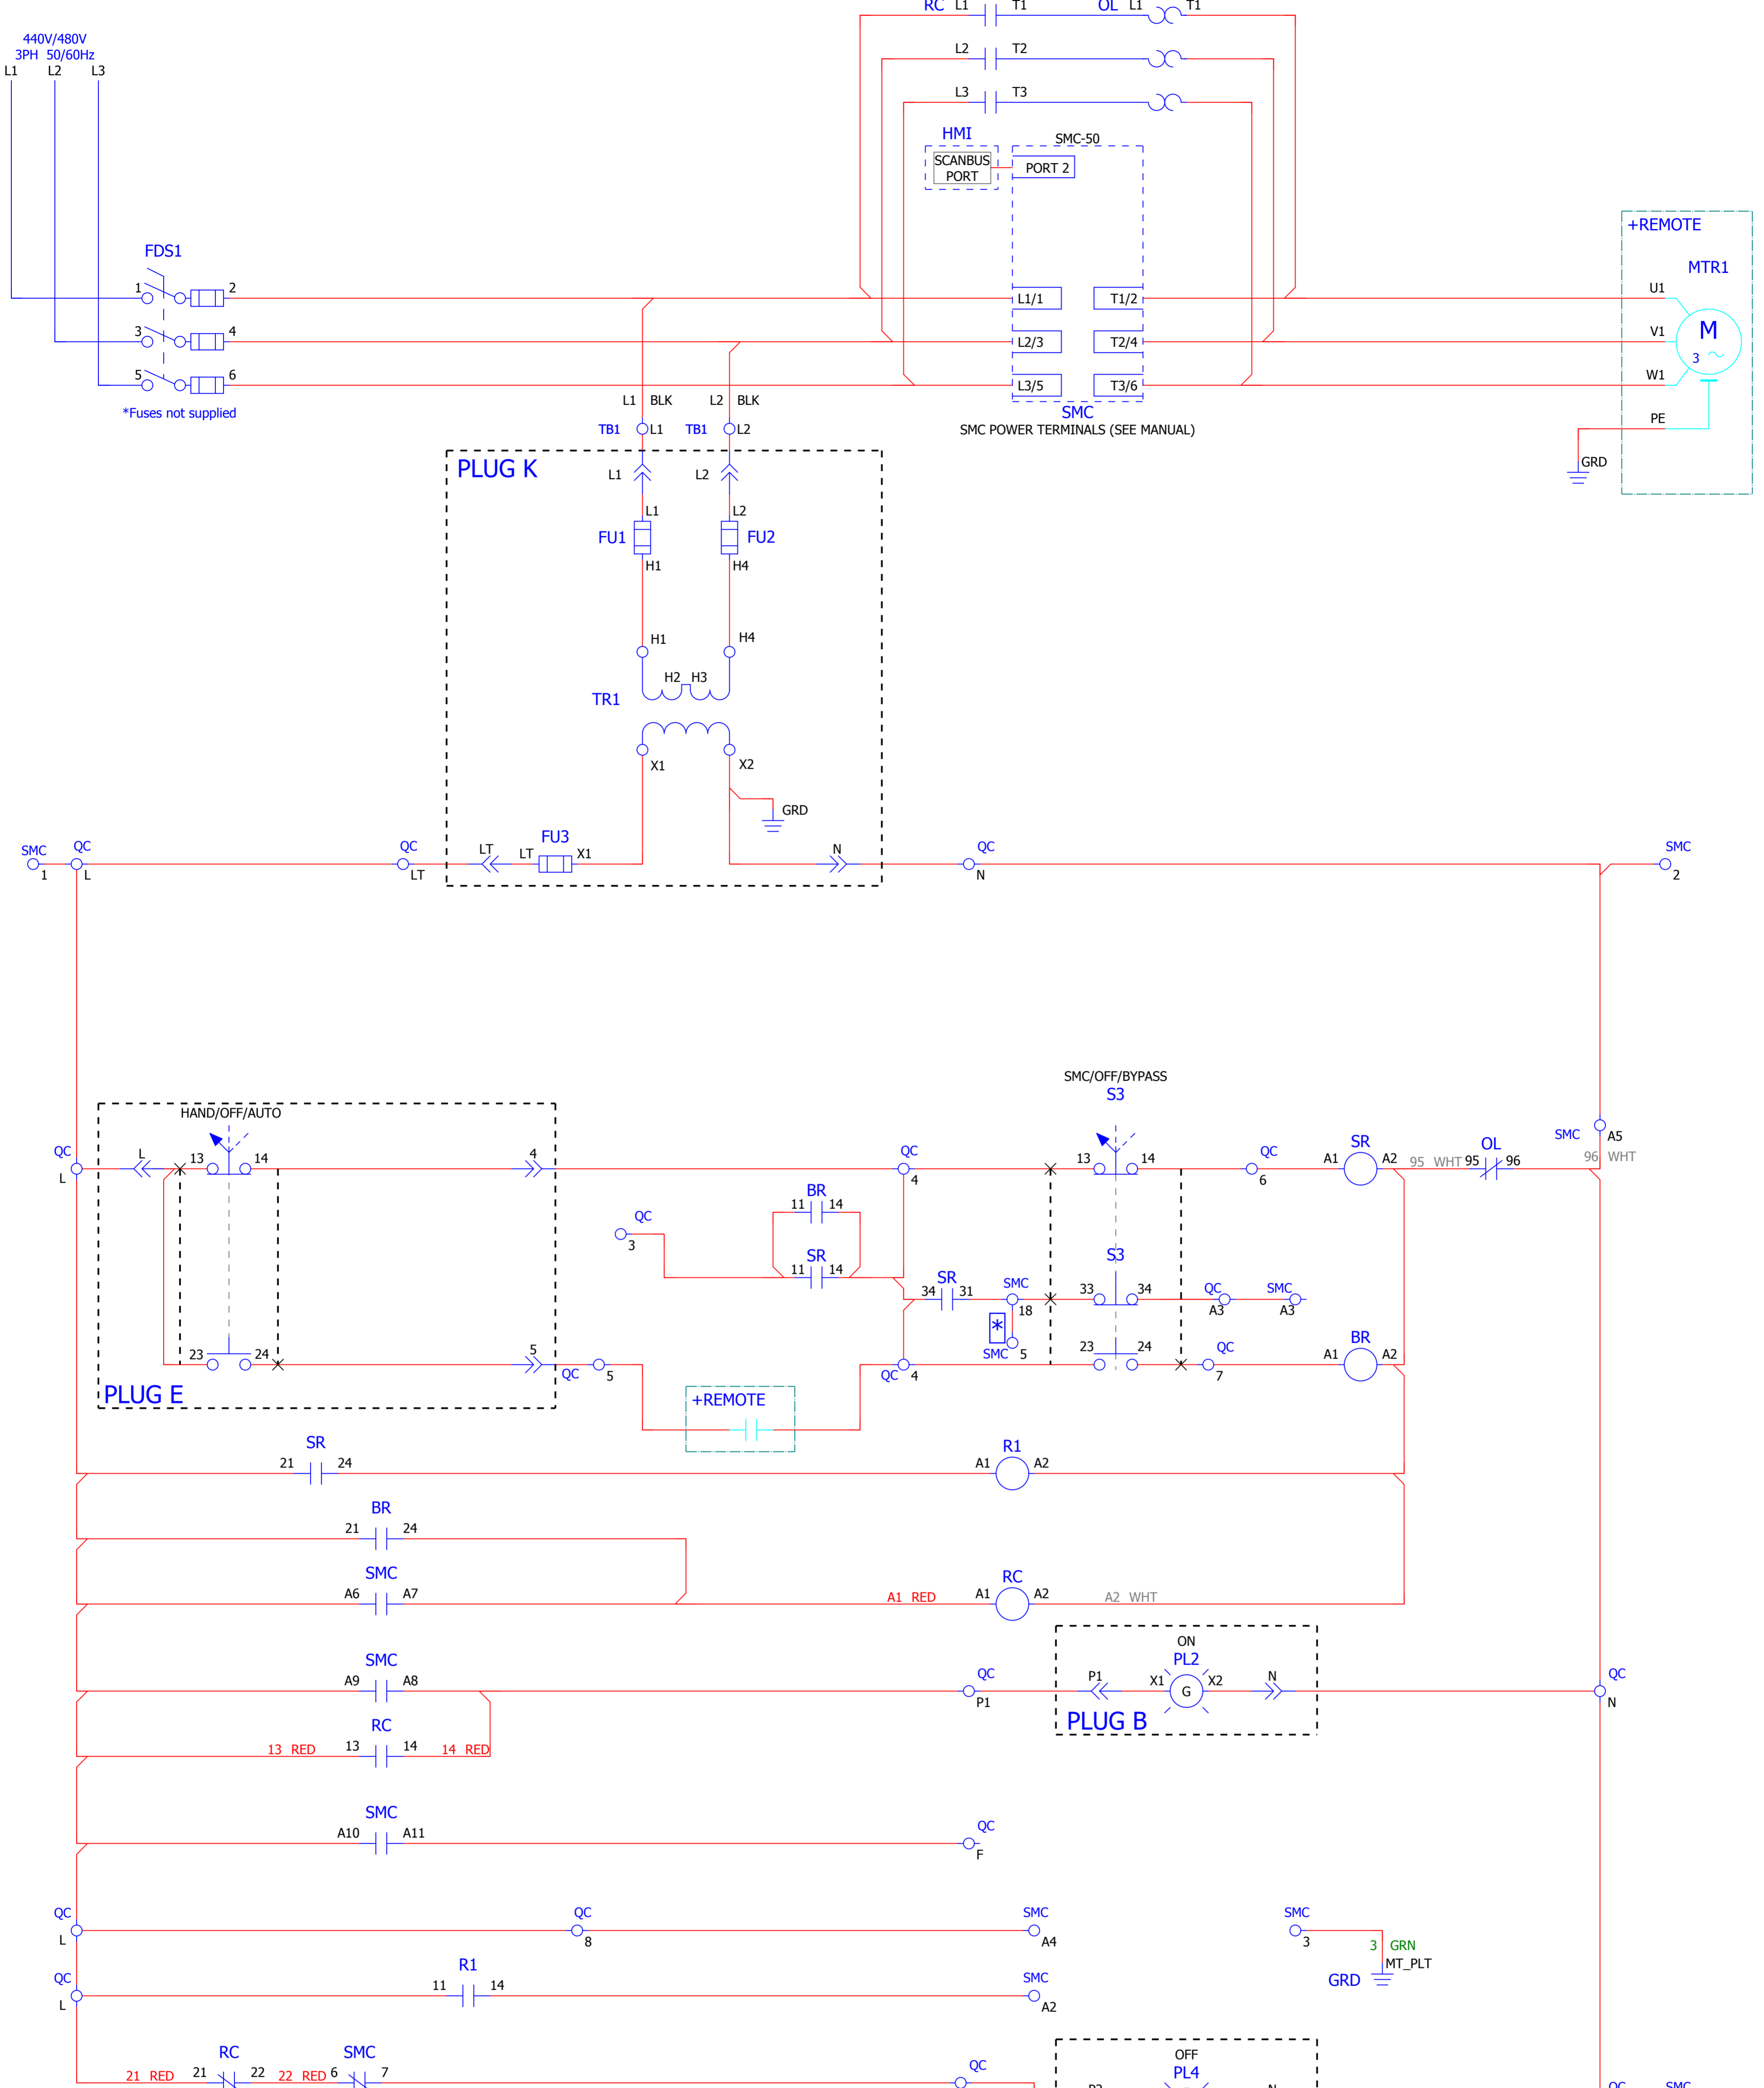 RC L1 T1 OL L1 T1
440V/480V
3PH 50/60Hz
L1 L2 L3
L2 T2
L3 T3
HMI
SMC-50
SCANBUS
PORT
PORT 2
+REMOTE
MTR1
FDS1
1 2
L1/1 T1/2
U1
3 4
L2/3 T2/4
V1
M
3
5 6
L3/5 T3/6
W1
*Fuses not supplied
L1 BLK L2 BLK
SMC
SMC POWER TERMINALS (SEE MANUAL)
PE
GRD
TB1 L1 TB1 L2
PLUG K
L1 L2
L1 L2
FU1 FU2
H1 H4
H1 H4
H2 H3
TR1
X1 X2
GRD
SMC QC QC FU3 QC SMC
LT LT X1 N
1 L LT N 2
SMC/OFF/BYPASS
S3
HAND/OFF/AUTO
QC L 13 14 4 QC 13 14 QC SR OL SMC A5
A1 A2 95 WHT 95 96 96 WHT
L 4 6
BR
11 14
QC
3
SR
11 14
S3
SR SMC QC SMC
34 31 18 33 34 A3 A3
*
SMC 5
23 24 5 QC 5 QC 4 23 24 QC 7 BR A1 A2
PLUG E
+REMOTE
SR R1
21 24 A1 A2
BR
21 24
SMC RC
A6 A7 A1 RED A1 A2 A2 WHT
ON
PL2
SMC QC QC
A9 A8 P1 X1 G X2 N
P1 N
PLUG B
RC
13 RED 13 14 14 RED
SMC QC
A10 A11
F
QC QC SMC SMC
L 8 A4 3
3 GRN
MT_PLT
GRD
QC R1 SMC
11 14
L A2
RC SMC QC
OFF
PL4
21 RED 21 22 22 RED 6 7